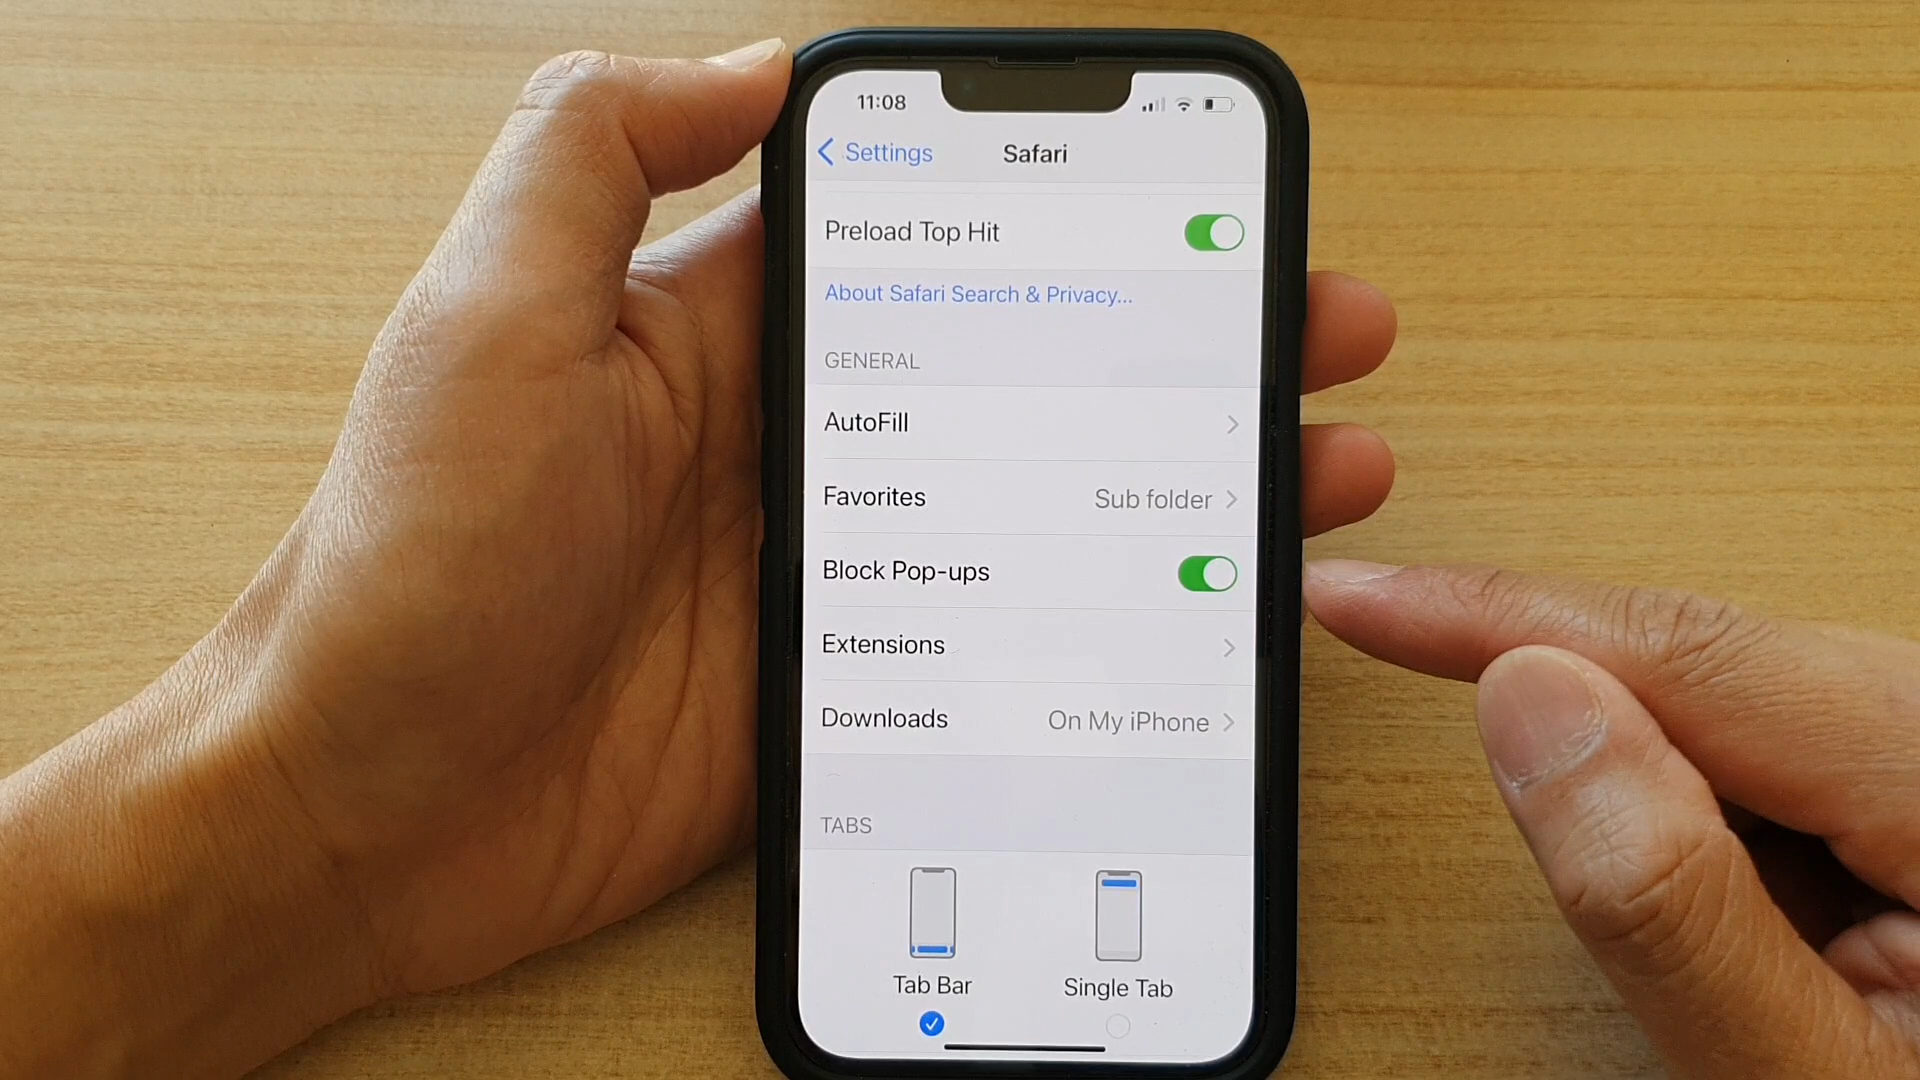 11:08
Settings
Safari
Preload Top Hit
About Safari Search & Privacy...
GENERAL
AutoFill
Favorites Sub folder
Block Pop-ups
Extensions
Downloads On My iPhone
TABS
Tab Bar Single Tab